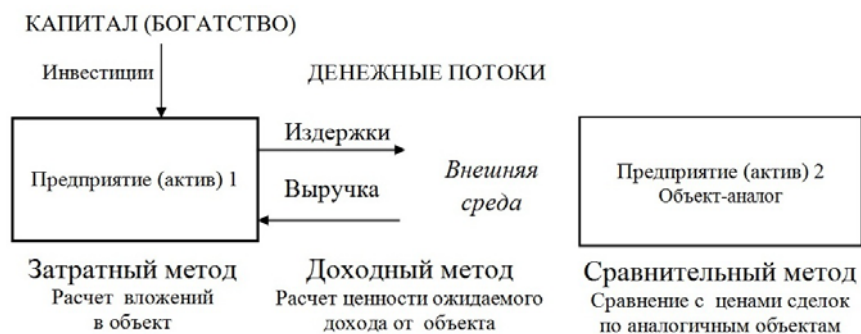 КАПИТАЛ (БОГАТСТВО)
Инвестиции
ДЕНЕЖНЫЕ ПОТОКИ
Издержки
Предприятие (актив) 1
Выручка
Внешняя
среда
Предприятие (актив) 2
Объект-аналог
Затратный метод
Расчет вложений
в объект
Доходный метод
Расчет ценности ожидаемого
дохода от объекта
Сравнительный метод
Сравнение с ценами сделок
по аналогичным объектам